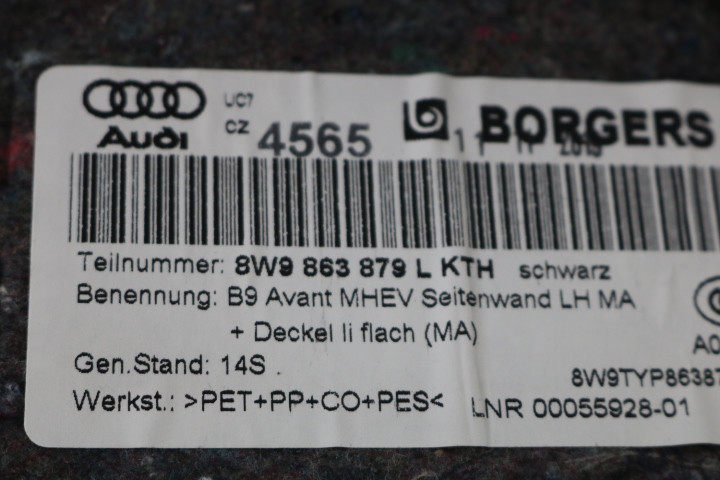 UC7
Audi CZ 4565 BORGERS
Teilnummer: 8W9 863 879 L KTH schwarz
Benennung: B9 Avant MHEV Seitenwand LH MA
+ Deckel li flach (MA)
Gen.Stand: 14S .
8W9TYP86387
Werkst.: >PET+PP+CO+PES< LNR 00055928-01